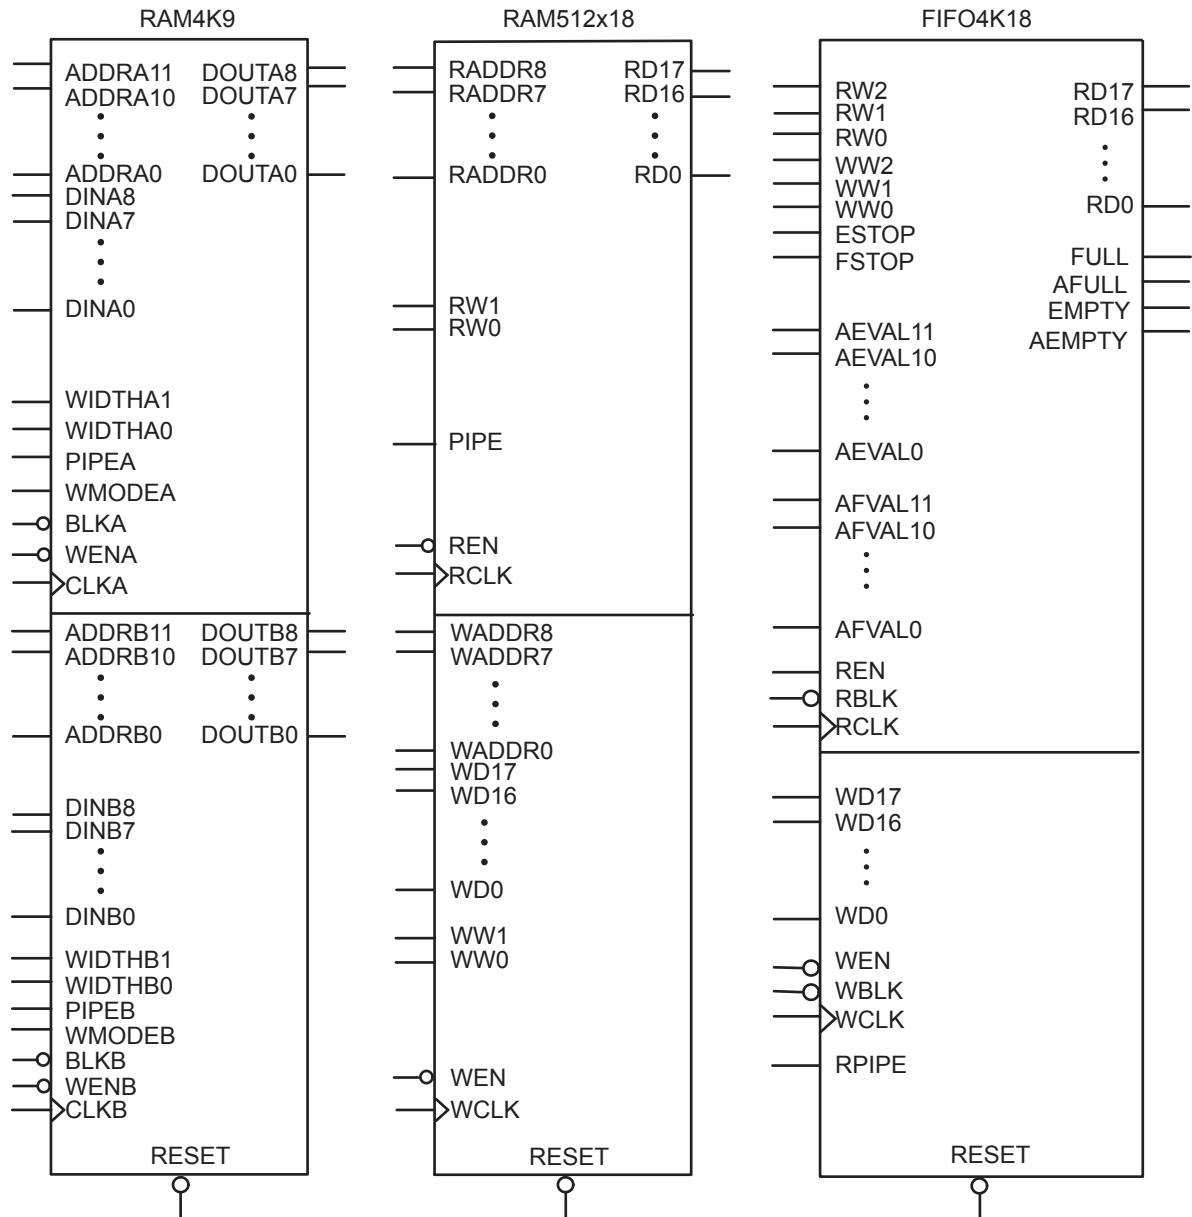 RAM4K9
ADDRA11 DOUTA8
ADDRA10 DOUTA7
ADDRA0 DOUTA0
DINA8
DINA7
DINA0
WIDTHA1
WIDTHA0
PIPEA
WMODEA
BLKA
WENA
CLKA
ADDRB11 DOUTB8
ADDRB10 DOUTB7
ADDRB0 DOUTB0
DINB8
DINB7
DINB0
WIDTHB1
WIDTHB0
PIPEB
WMODEB
BLKB
WENB
CLKB
RESET
RAM512x18
RADDR8 RD17
RADDR7 RD16
RADDR0 RD0
RW1
RW0
PIPE
REN
RCLK
WADDR8
WADDR7
WADDR0
WD17
WD16
WD0
WW1
WW0
WEN
WCLK
RESET
FIFO4K18
RW2 RD17
RW1 RD16
RW0
WW2
WW1
WW0 RD0
ESTOP
FSTOP FULL
AFULL
EMPTY
AEVAL11 AEMPTY
AEVAL10
AEVAL0
AFVAL11
AFVAL10
AFVAL0
REN
RBLK
RCLK
WD17
WD16
WD0
WEN
WBLK
WCLK
RPIPE
RESET